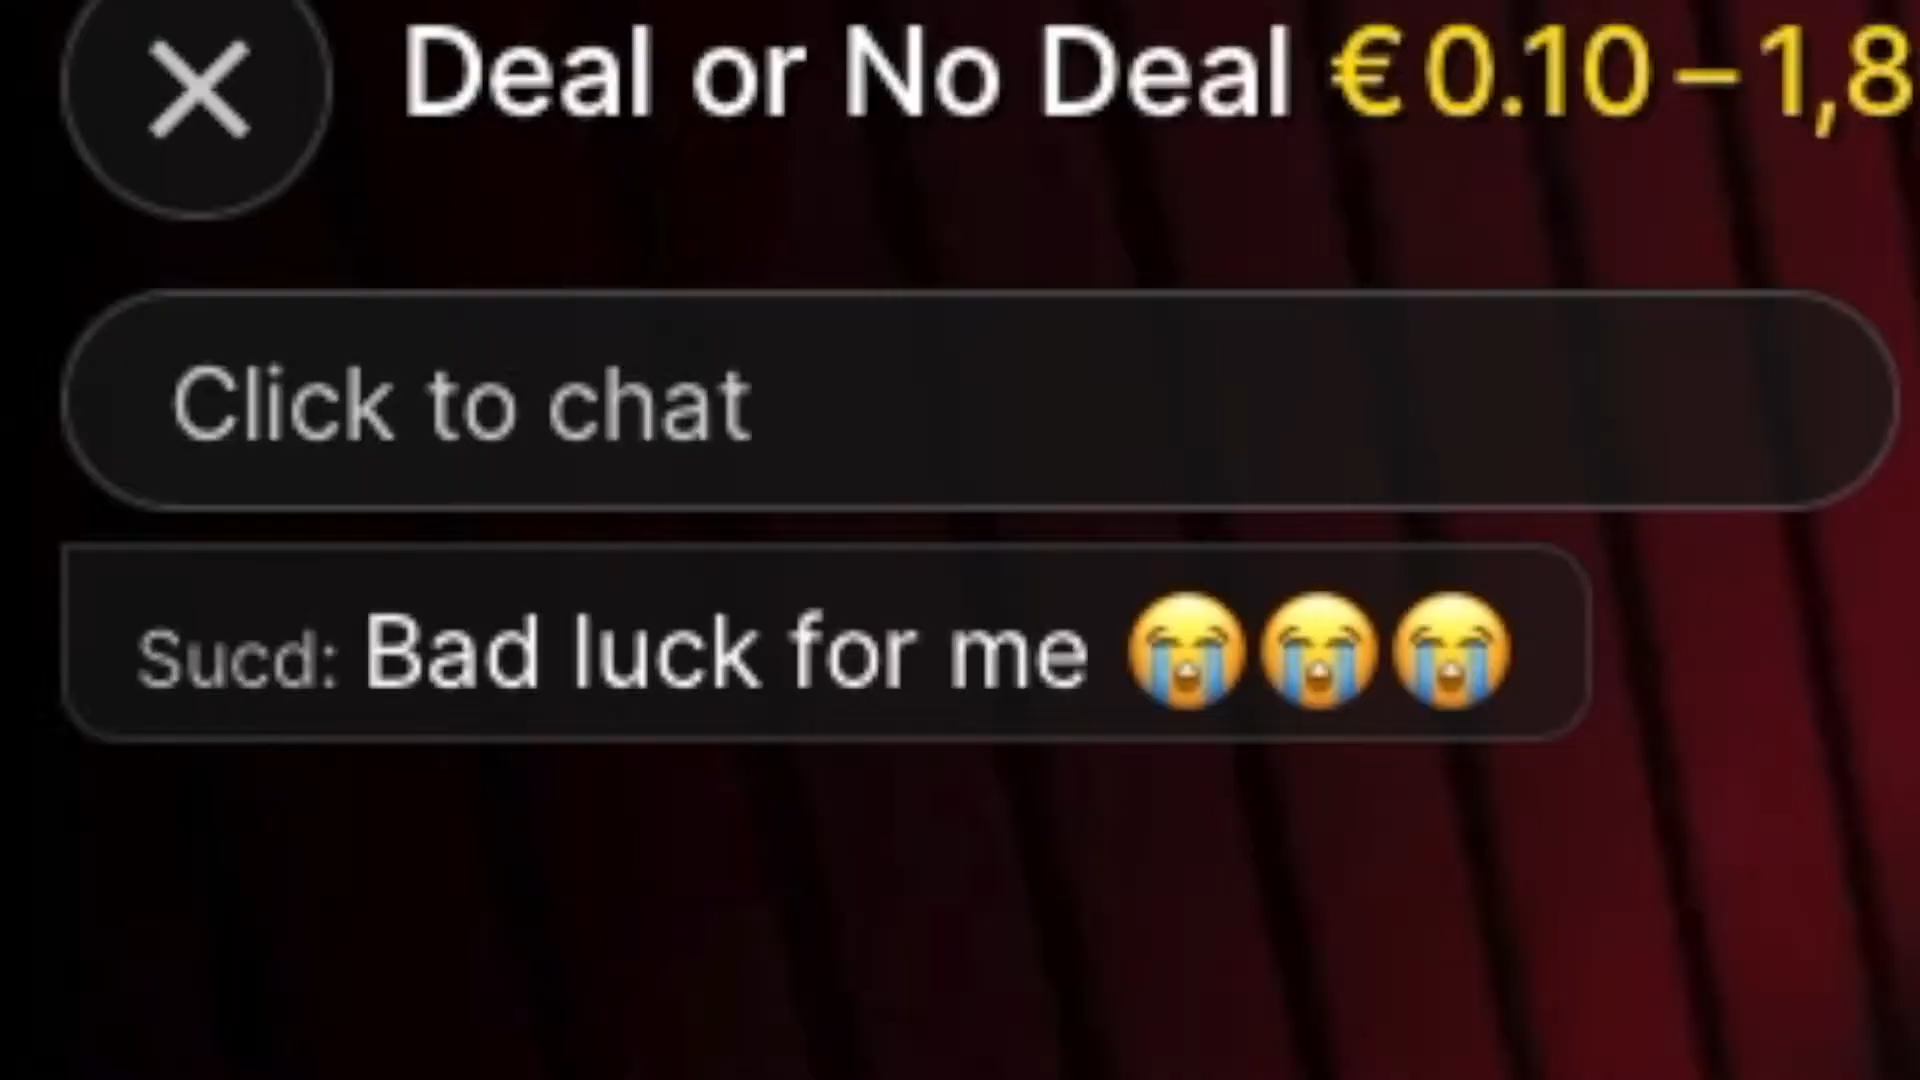 Deal or No Deal €0.10–1,8
Click to chat
Sucd: Bad luck for me 😭😭😭